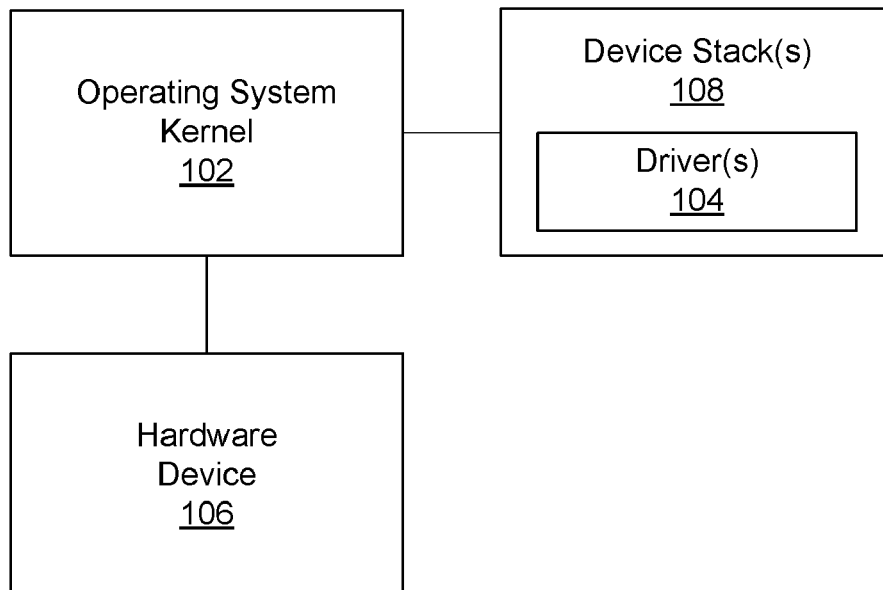 Operating System
Kernel
102
Device Stack(s)
108
Driver(s)
104
Hardware
Device
106